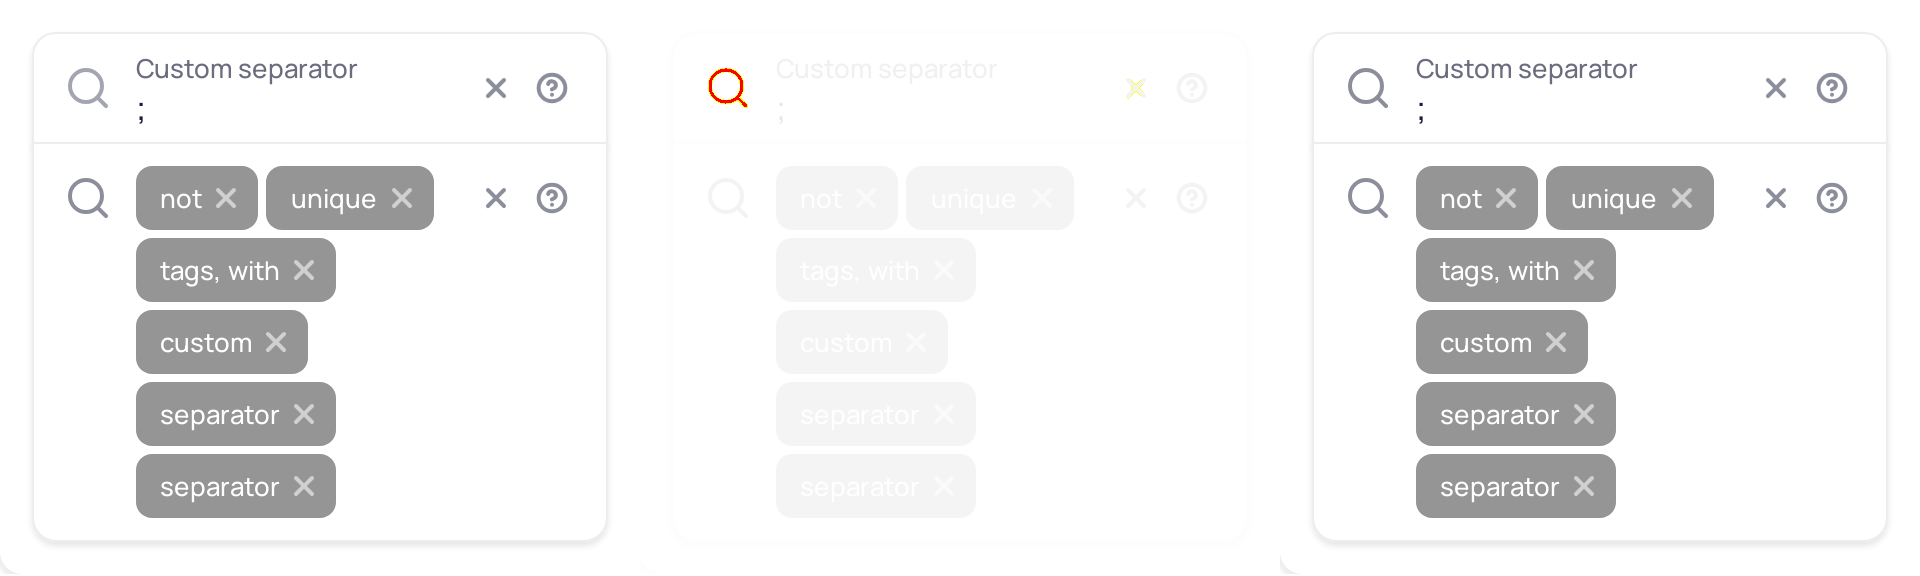 Custom separator
;
not unique
tags, with
custom
separator
separator
Custom separator
;
not unique
tags, with
custom
separator
separator
Custom separator
;
not unique
tags, with
custom
separator
separator